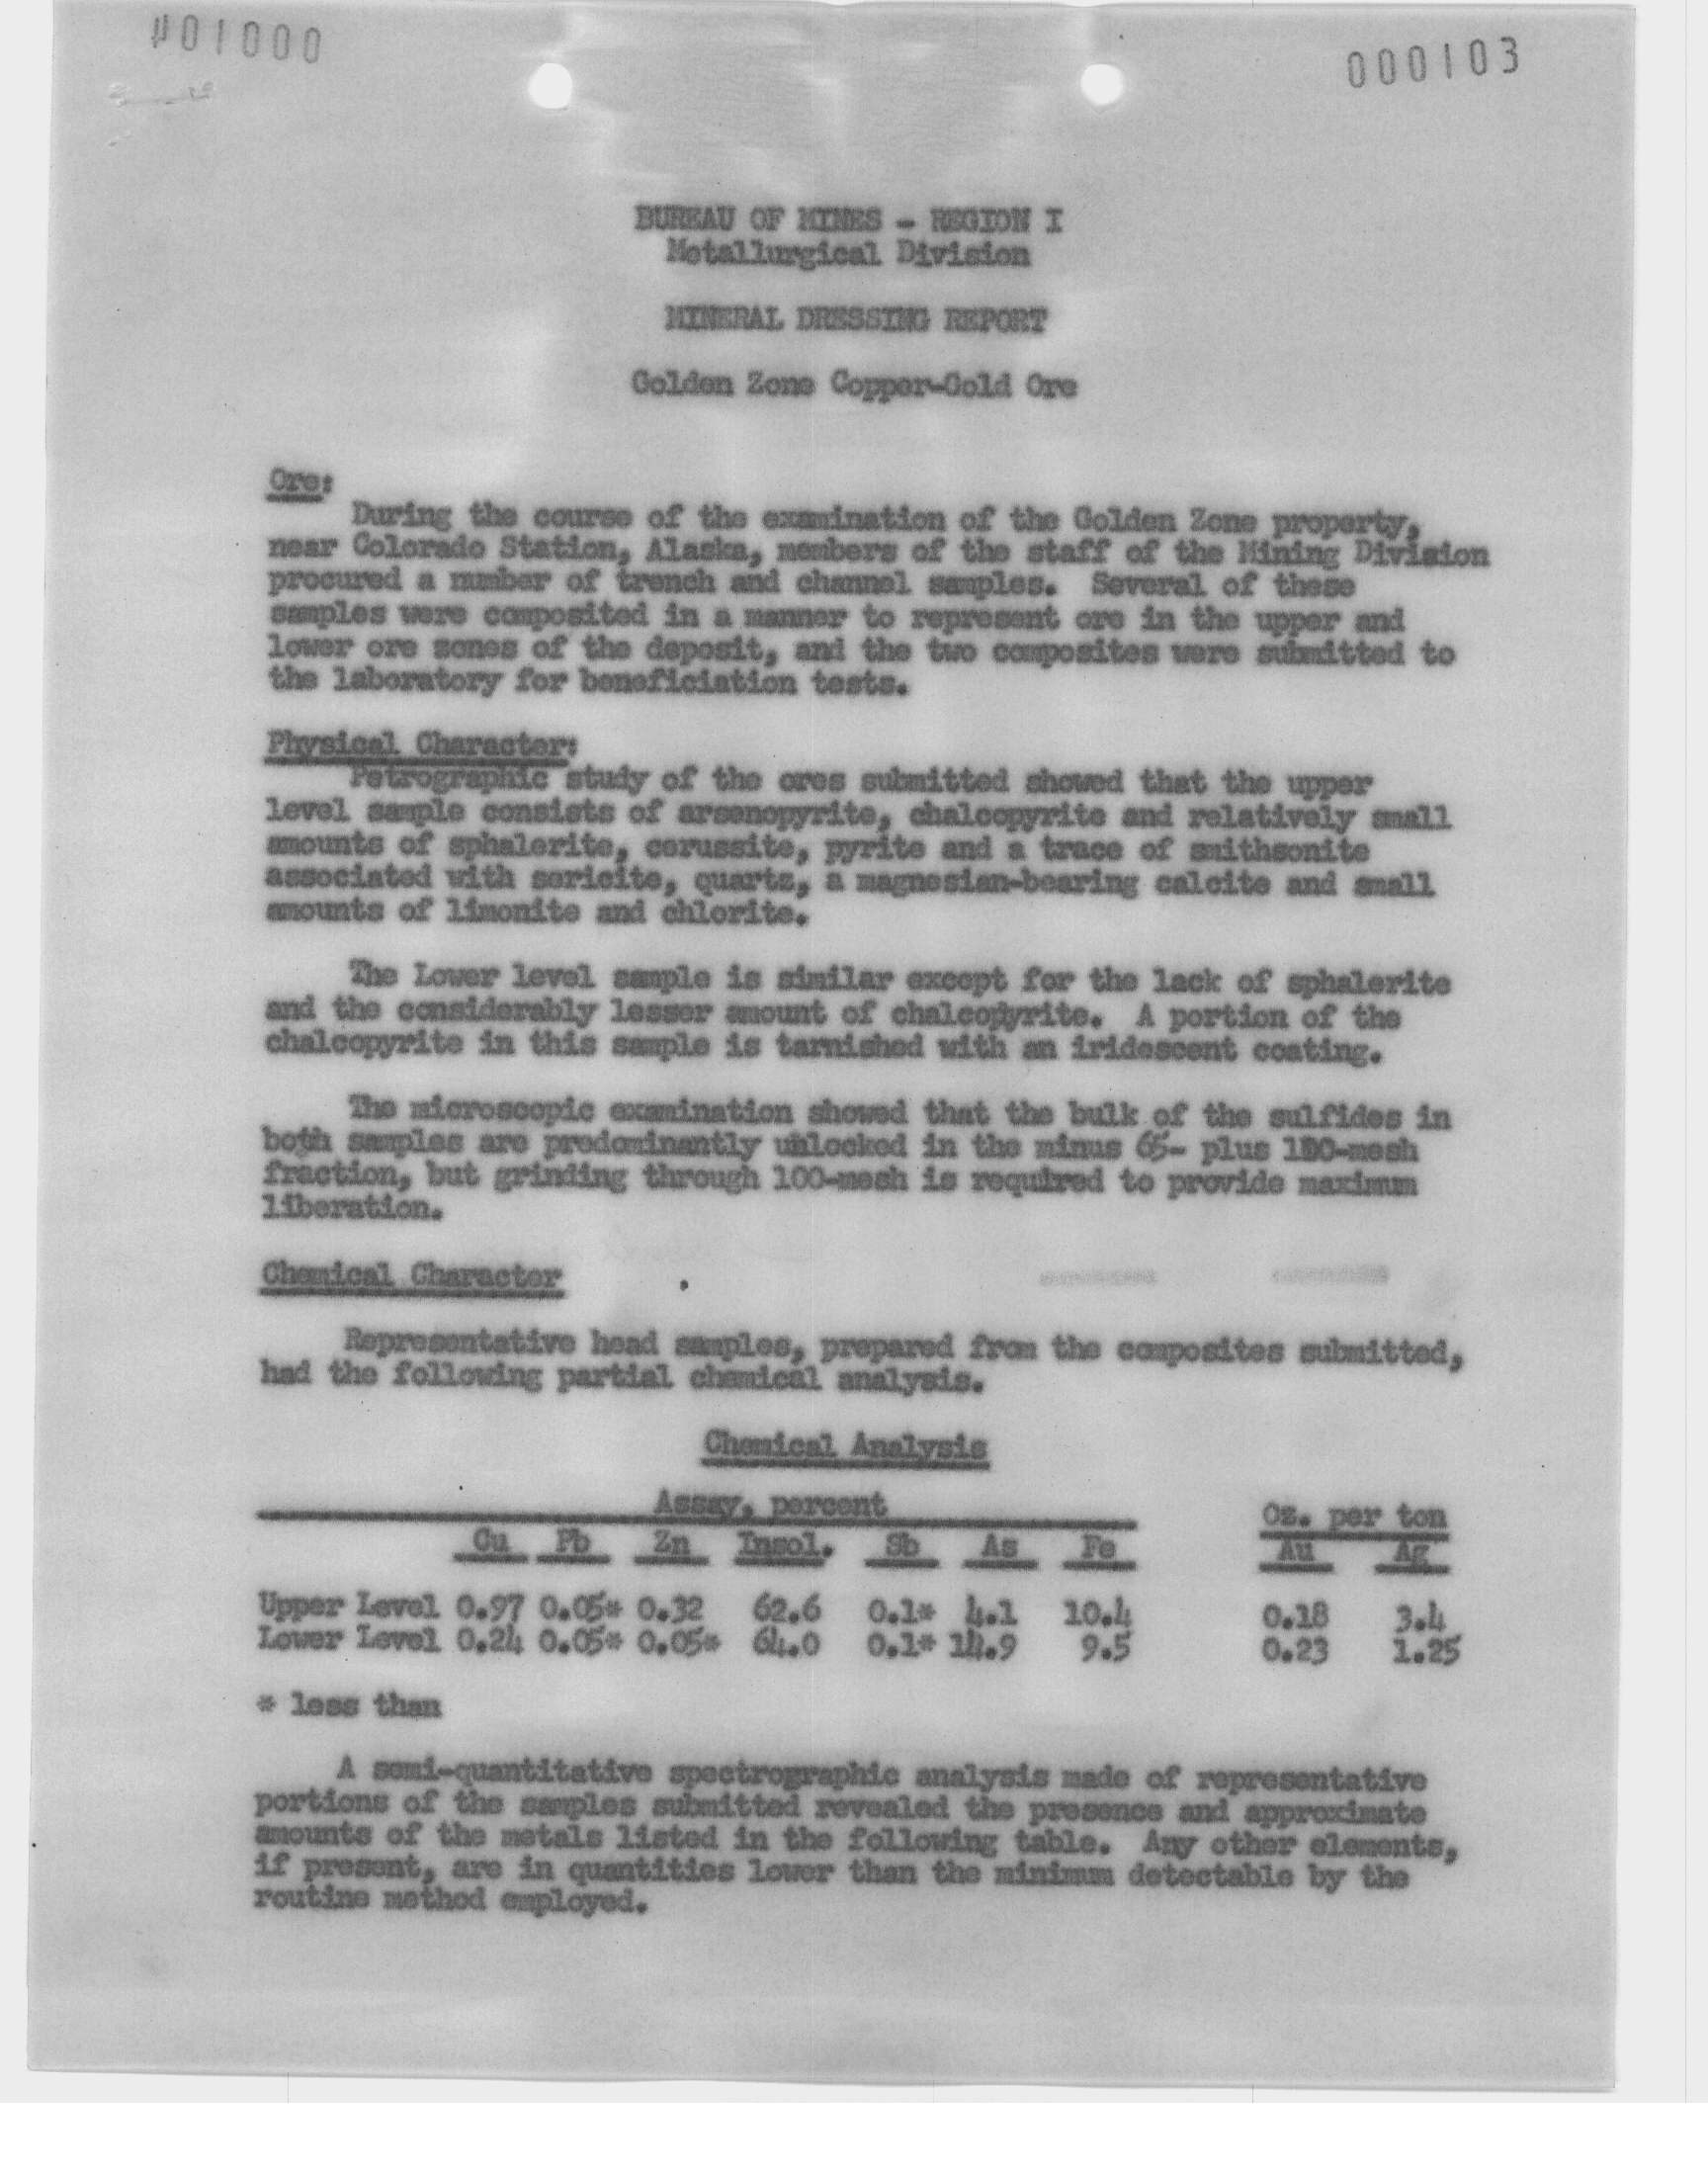 401000
000103
BUREAU OF MINES - REGION I
Metallurgical Division
MINERAL DRESSING REPORT
Golden Zone Copper-Gold Ore
Ore:
During the course of the examination of the Golden Zone property,
near Colorado Station, Alaska, members of the staff of the Mining Division
procured a number of trench and channel samples. Several of these
samples were composited in a manner to represent ore in the upper and
lower ore zones of the deposit, and the two composites were submitted to
the laboratory for beneficiation tests.
Physical Character:
Petrographic study of the ores submitted showed that the upper
level sample consists of arsenopyrite, chalcopyrite and relatively small
amounts of sphalerite, cerussite, pyrite and a trace of smithsonite
associated with sericite, quartz, a magnesian-bearing calcite and small
amounts of limonite and chlorite.
The Lower level sample is similar except for the lack of sphalerite
and the considerably lesser amount of chalcopyrite. A portion of the
chalcopyrite in this sample is tarnished with an iridescent coating.
The microscopic examination showed that the bulk of the sulfides in
both samples are predominantly unlocked in the minus 65- plus 100-mesh
fraction, but grinding through 100-mesh is required to provide maximum
liberation.
Chemical Character
Representative head samples, prepared from the composites submitted,
had the following partial chemical analysis.
Chemical Analysis
Assay, percent Oz. per ton
Cu Pb Zn Insol. Sb As Fe Au Ag
Upper Level 0.97 0.05* 0.32 62.6 0.1* 4.1 10.4 0.18 3.4
Lower Level 0.24 0.05* 0.05* 64.0 0.1* 14.9 9.5 0.23 1.25
* less than
A semi-quantitative spectrographic analysis made of representative
portions of the samples submitted revealed the presence and approximate
amounts of the metals listed in the following table. Any other elements,
if present, are in quantities lower than the minimum detectable by the
routine method employed.